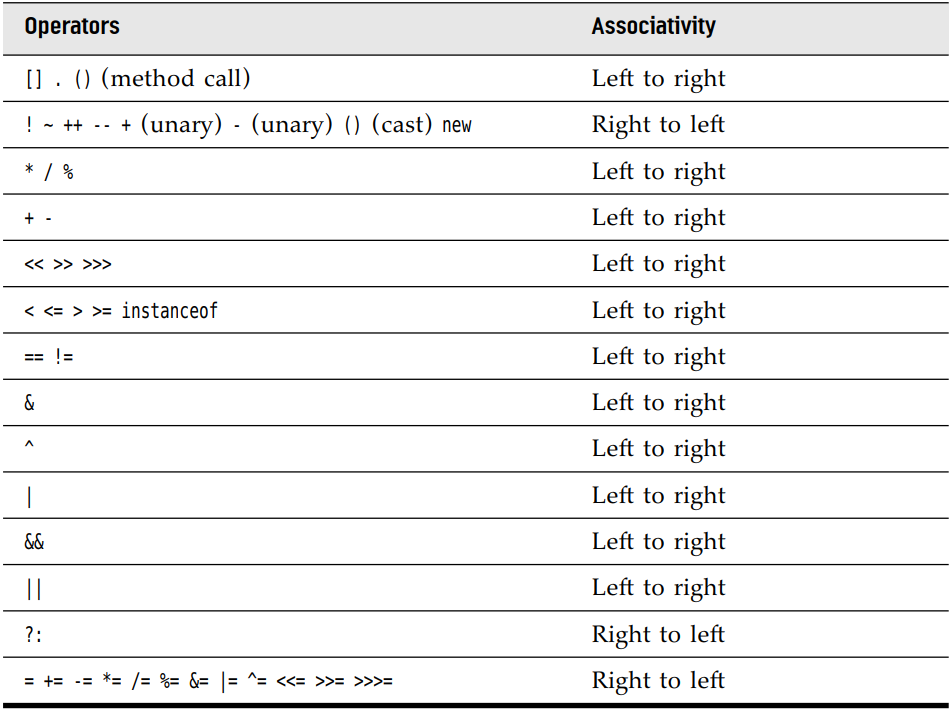 Operators Associativity
[] . () (method call) Left to right
! ~ ++ -- + (unary) - (unary) () (cast) new Right to left
* / % Left to right
+ - Left to right
<< >> >>> Left to right
< <= > >= instanceof Left to right
== != Left to right
& Left to right
^ Left to right
| Left to right
&& Left to right
|| Left to right
?: Right to left
= += -= *= /= %= &= |= ^= <<= >>= >>>= Right to left